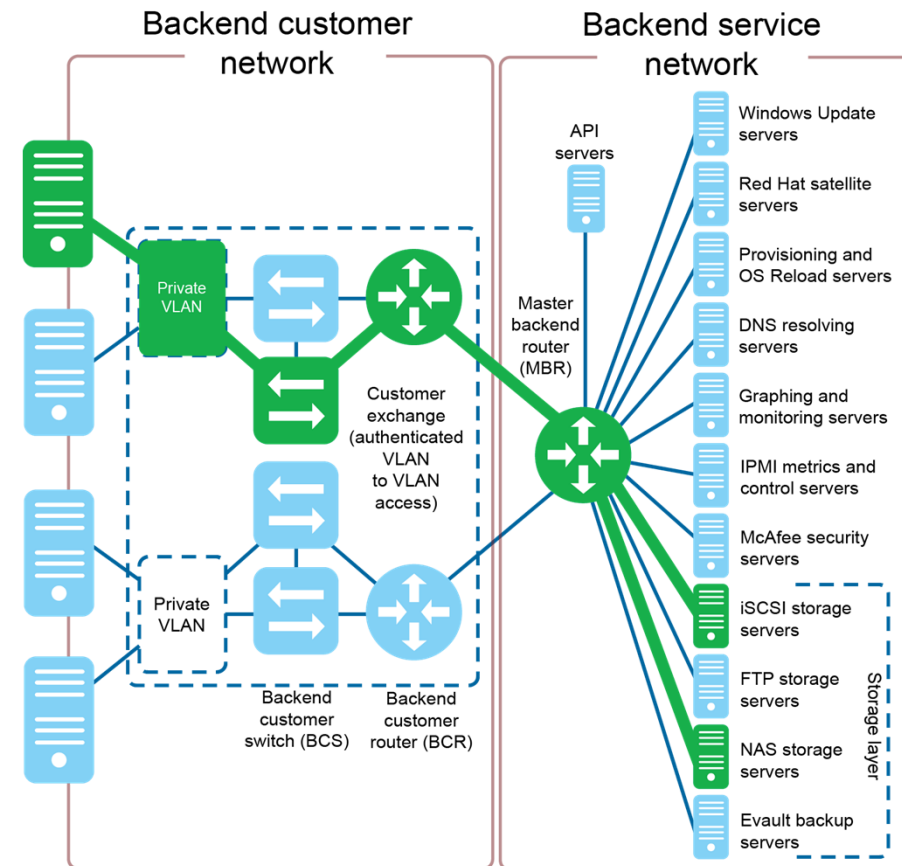 Backend customer
network
Backend service
network
API
servers
Windows Update
servers
Red Hat satellite
servers
Provisioning and
OS Reload servers
DNS resolving
servers
Graphing and
monitoring servers
IPMI metrics and
control servers
McAfee security
servers
iSCSI storage
servers
FTP storage
servers
NAS storage
servers
Evault backup
servers
Storage layer
Master
backend
router
(MBR)
Private
VLAN
Customer
exchange
(authenticated
VLAN
to VLAN
access)
Private
VLAN
Backend
customer
switch (BCS)
Backend
customer
router (BCR)